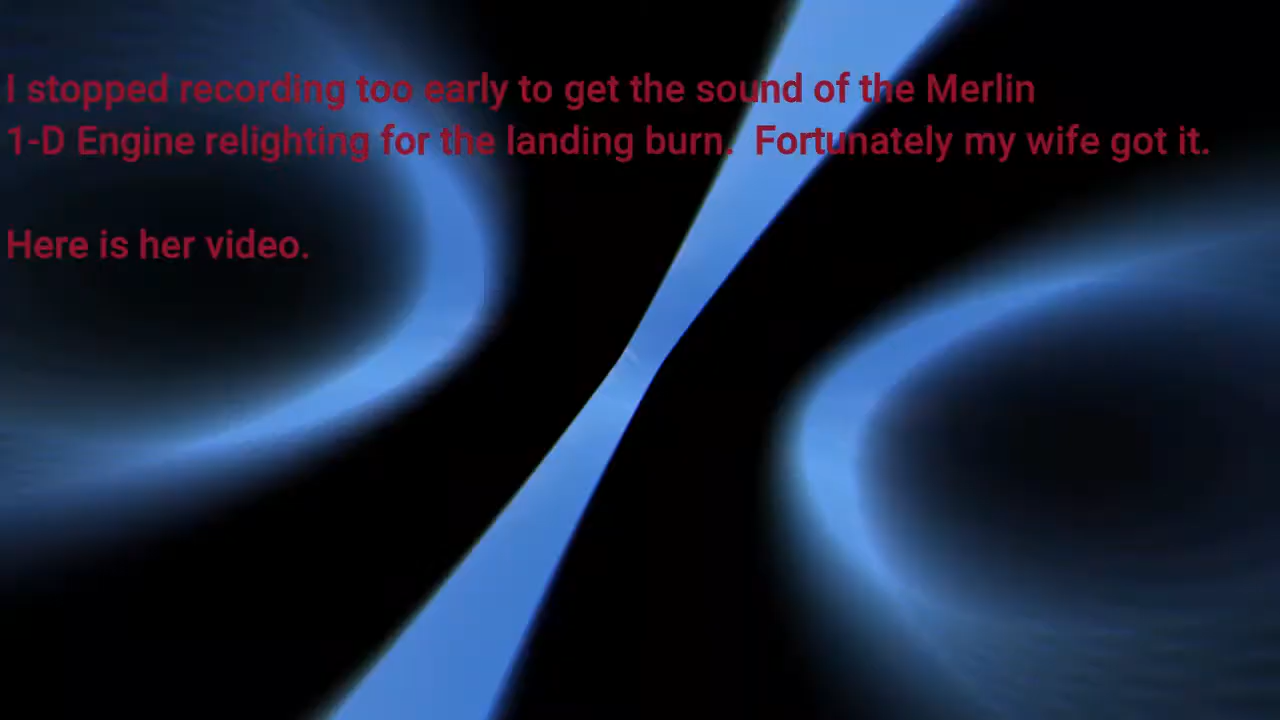 I stopped recording too early to get the sound of the Merlin
1-D Engine relighting for the landing burn.  Fortunately my wife got it.
Here is her video.